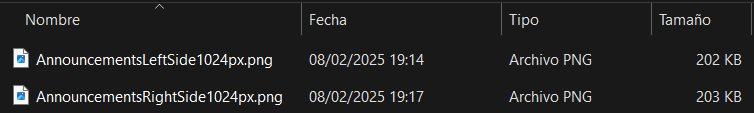 Nombre Fecha Tipo Tamaño
AnnouncementsLeftSide1024px.png 08/02/2025 19:14 Archivo PNG 202 KB
AnnouncementsRightSide1024px.png 08/02/2025 19:17 Archivo PNG 203 KB